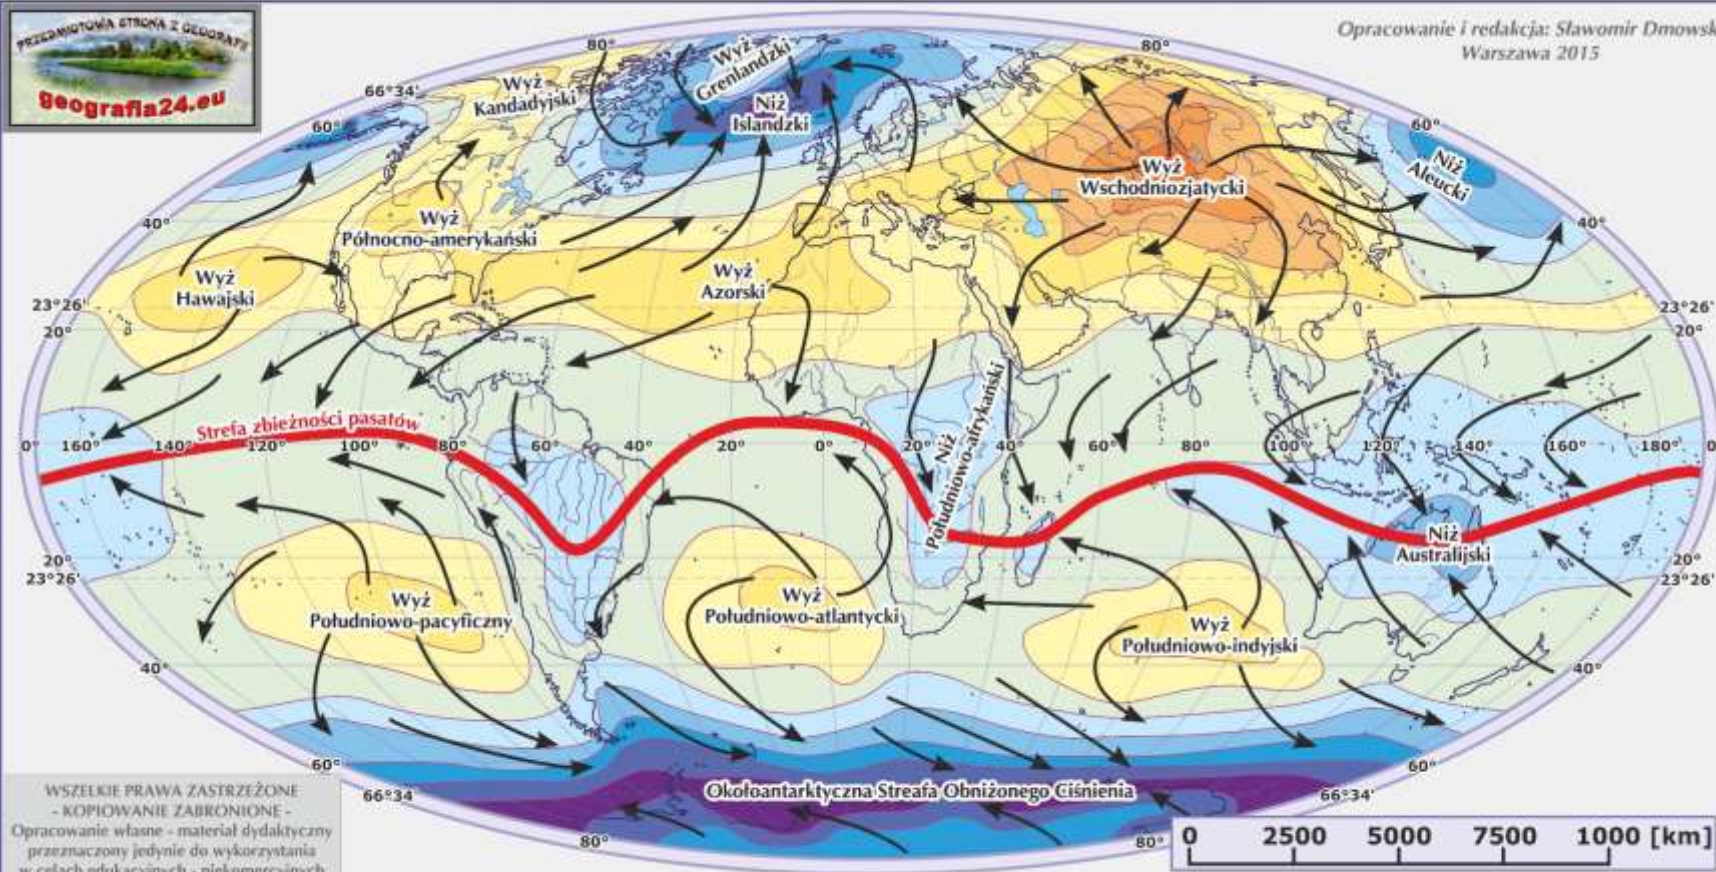 PRZEDMIOTOWA STRONA Z GEOGRAFII
geografia24.eu
Opracowanie i redakcja: Sławomir Dmowsk
Warszawa 2015
80°
80°
66°34'
60°
60°
40°
40°
23°26'
23°26'
20°
20°
Wyż
Kandadyjski
Wyż
Grenlandzki
Niż
Islandzki
Wyż
Wschodniozjatycki
Niż
Aleucki
Wyż
Północno-amerykański
Wyż
Hawajski
Wyż
Azorski
Strefa zbieżności pasatów
Niż
Południowo-afrykański
0° 160° 140° 120° 100° 80° 60° 40° 20° 0° 20° 40° 60° 80° 100° 120° 140° 160° 180° 0
Niż
Australijski
20°
20°
23°26'
23°26'
Wyż
Południowo-pacyficzny
Wyż
Południowo-atlantycki
Wyż
Południowo-indyjski
40°
40°
60°
60°
66°34
66°34'
Okołoantarktyczna Streafa Obniżonego Ciśnienia
80°
80°
WSZELKIE PRAWA ZASTRZEŻONE
- KOPIOWANIE ZABRONIONE -
Opracowanie własne - materiał dydaktyczny
przeznaczony jedynie do wykorzystania
w celach edukacyjnych - niekomercyjnych
0 2500 5000 7500 1000 [km]